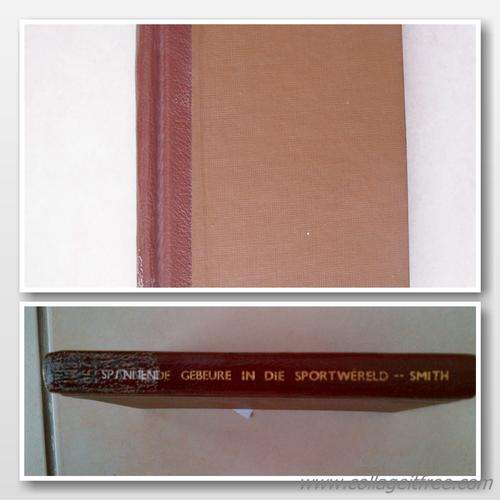 SPANNENDE GEBEURE IN DIE SPORTWÊRELD -- SMITH
www.collageitfree.com